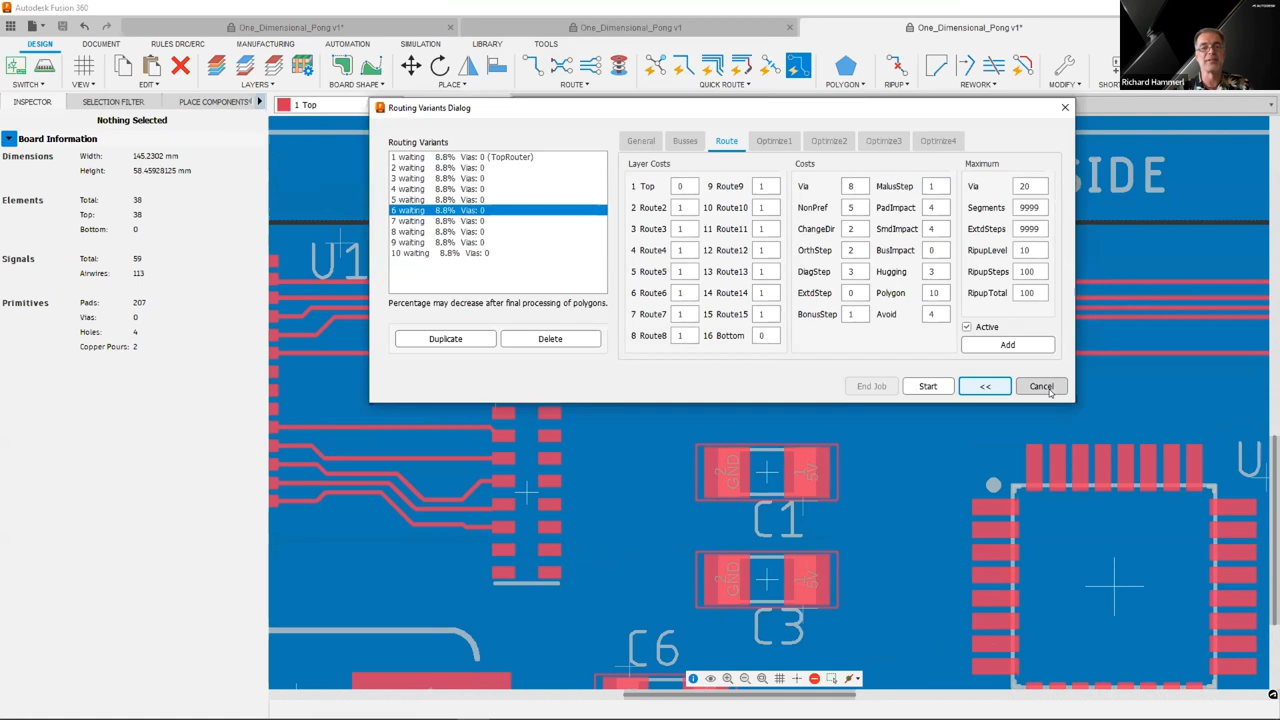 Autodesk Fusion 360
AUTODESK
One_Dimensional_Pong v1*
One_Dimensional_Pong v1
One_Dimensional_Pong v1*
DESIGN
DOCUMENT
RULES DRC/ERC
MANUFACTURING
AUTOMATION
SIMULATION
LIBRARY
TOOLS
SWITCH
VIEW
EDIT
LAYERS
BOARD SHAPE
MODIFY
ROUTE
QUICK ROUTE
POLYGON
RIPUP
REWORK
MODIFY
Richard Hammerl
INSPECTOR
SELECTION FILTER
PLACE COMPONENTS
1 Top
Nothing Selected
Board Information
Dimensions
Width: 145.2302 mm
Height: 58.45928125 mm
Elements
Total: 38
Top: 38
Bottom: 0
Signals
Total: 59
Airwires: 113
Primitives
Pads: 207
Vias: 0
Holes: 4
Copper Pours: 2
Routing Variants Dialog
Routing Variants
1 waiting 8.8% Vias: 0 (TopRouter)
2 waiting 8.8% Vias: 0
3 waiting 8.8% Vias: 0
4 waiting 8.8% Vias: 0
5 waiting 8.8% Vias: 0
6 waiting 8.8% Vias: 0
7 waiting 8.8% Vias: 0
8 waiting 8.8% Vias: 0
9 waiting 8.8% Vias: 0
10 waiting 8.8% Vias: 0
Percentage may decrease after final processing of polygons.
Duplicate
Delete
General
Busses
Route
Optimize1
Optimize2
Optimize3
Optimize4
Layer Costs
1 Top 0 9 Route9 1
2 Route2 1 10 Route10 1
3 Route3 1 11 Route11 1
4 Route4 1 12 Route12 1
5 Route5 1 13 Route13 1
6 Route6 1 14 Route14 1
7 Route7 1 15 Route15 1
8 Route8 1 16 Bottom 0
Costs
Via 8 MalusStep 1
NonPref 5 PadImpact 4
ChangeDir 2 SmdImpact 4
OrthStep 2 BusImpact 0
DiagStep 3 Hugging 3
ExtdStep 0 Polygon 10
BonusStep 1 Avoid 4
Maximum
Via 20
Segments 9999
ExtdSteps 9999
RipupLevel 10
RipupSteps 100
RipupTotal 100
Active
Add
End Job
Start
<<
Cancel
SIDE
U1
2
GND
1
5V
C1
2
GND
1
5V
C3
C6
U